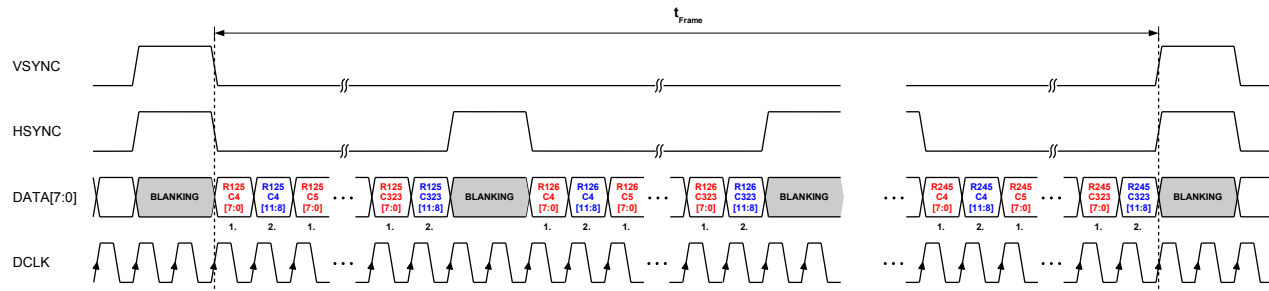 t_Frame
VSYNC
HSYNC
DATA[7:0]
BLANKING
R125
C4
[7:0]
R125
C4
[11:8]
R125
C5
[7:0]
...
R125
C323
[7:0]
R125
C323
[11:8]
BLANKING
R126
C4
[7:0]
R126
C4
[11:8]
R126
C5
[7:0]
...
R126
C323
[7:0]
R126
C323
[11:8]
BLANKING
...
R245
C4
[7:0]
R245
C4
[11:8]
R245
C5
[7:0]
...
R245
C323
[7:0]
R245
C323
[11:8]
BLANKING
1. 2. 1. 1. 2. 1. 2. 1. 1. 2. 1. 2. 1. 1. 2.
DCLK ... ... ... ...